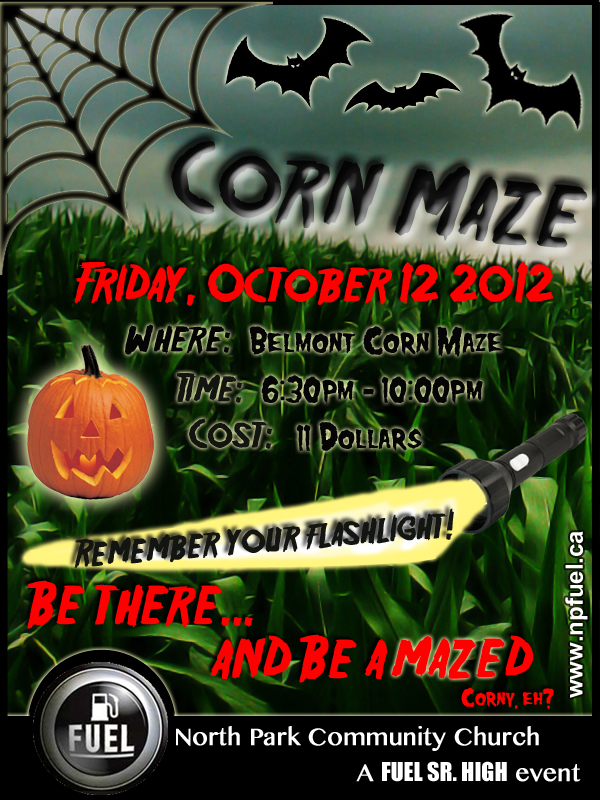 Corn Maze
Friday, October 12 2012
Where: Belmont Corn Maze
Time: 6:30pm - 10:00pm
Cost: 11 Dollars
Remember your flashlight!
Be there...
and be a mazed
Corny, eh?
www.npfuel.ca
FUEL
North Park Community Church
A FUEL SR. HIGH event